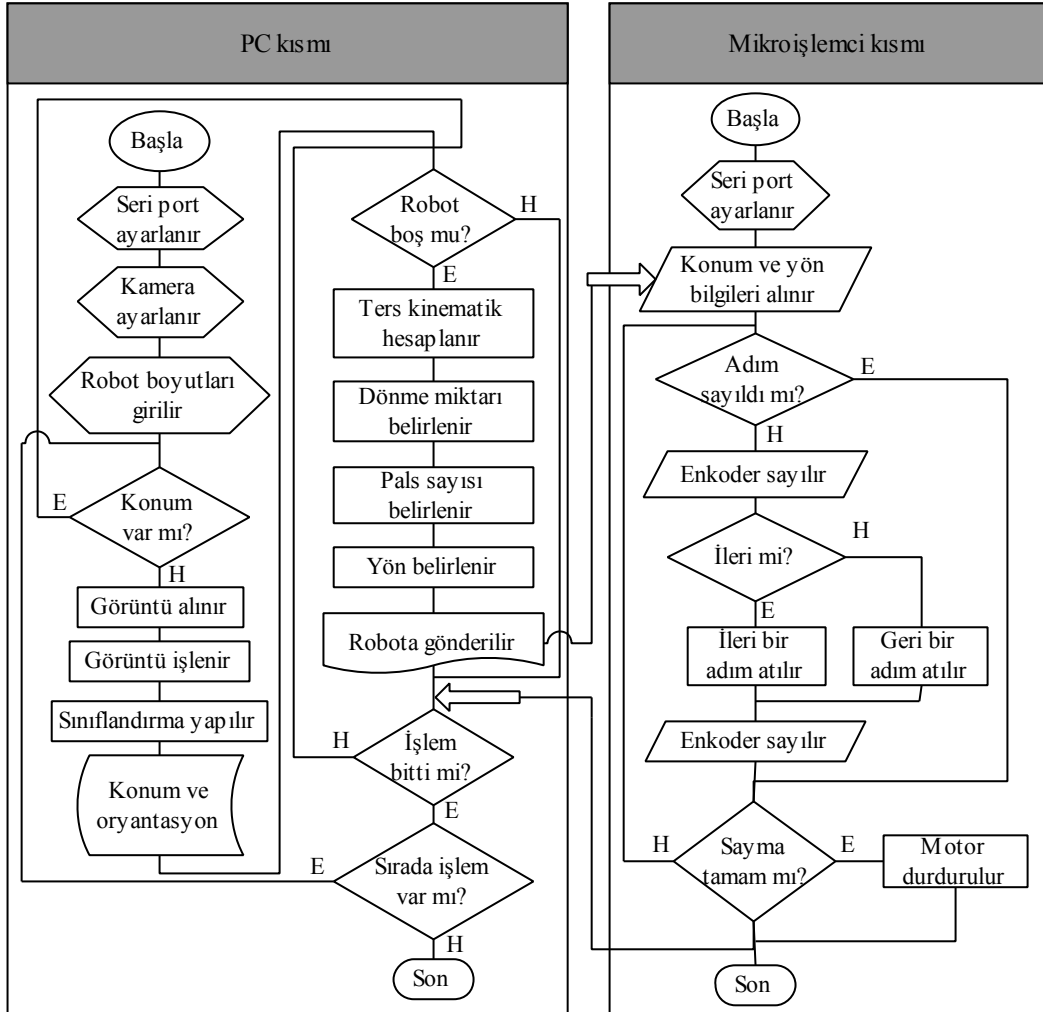 PC kısmı
Başla
Seri port
ayarlanır
Kamera
ayarlanır
Robot boyutları
girilir
E
Konum
var mı?
H
Görüntü alınır
Görüntü işlenir
Sınıflandırma yapılır
Konum ve
oryantasyon
Robot
boş mu?
H
E
Ters kinematik
hesaplanır
Dönme miktarı
belirlenir
Pals sayısı
belirlenir
Yön belirlenir
Robota gönderilir
H
İşlem
bitti mi?
E
E
Sırada işlem
var mı?
H
Son
Mikroişlemci kısmı
Başla
Seri port
ayarlanır
Konum ve yön
bilgileri alınır
Adım
sayıldı mı?
E
H
Enkoder sayılır
İleri mi?
H
E
İleri bir
adım atılır
Geri bir
adım atılır
Enkoder sayılır
H
Sayma
tamam mı?
E
Motor
durdurulur
Son